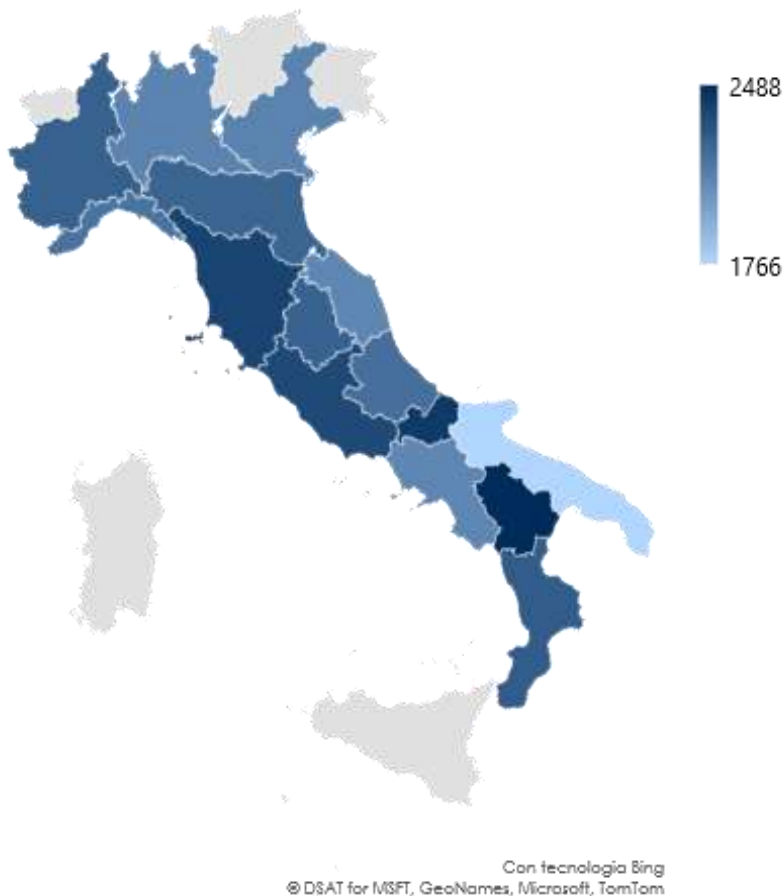 2488
1766
Con tecnologia Bing
© DSAT for MSFT, GeoNames, Microsoft, TomTom